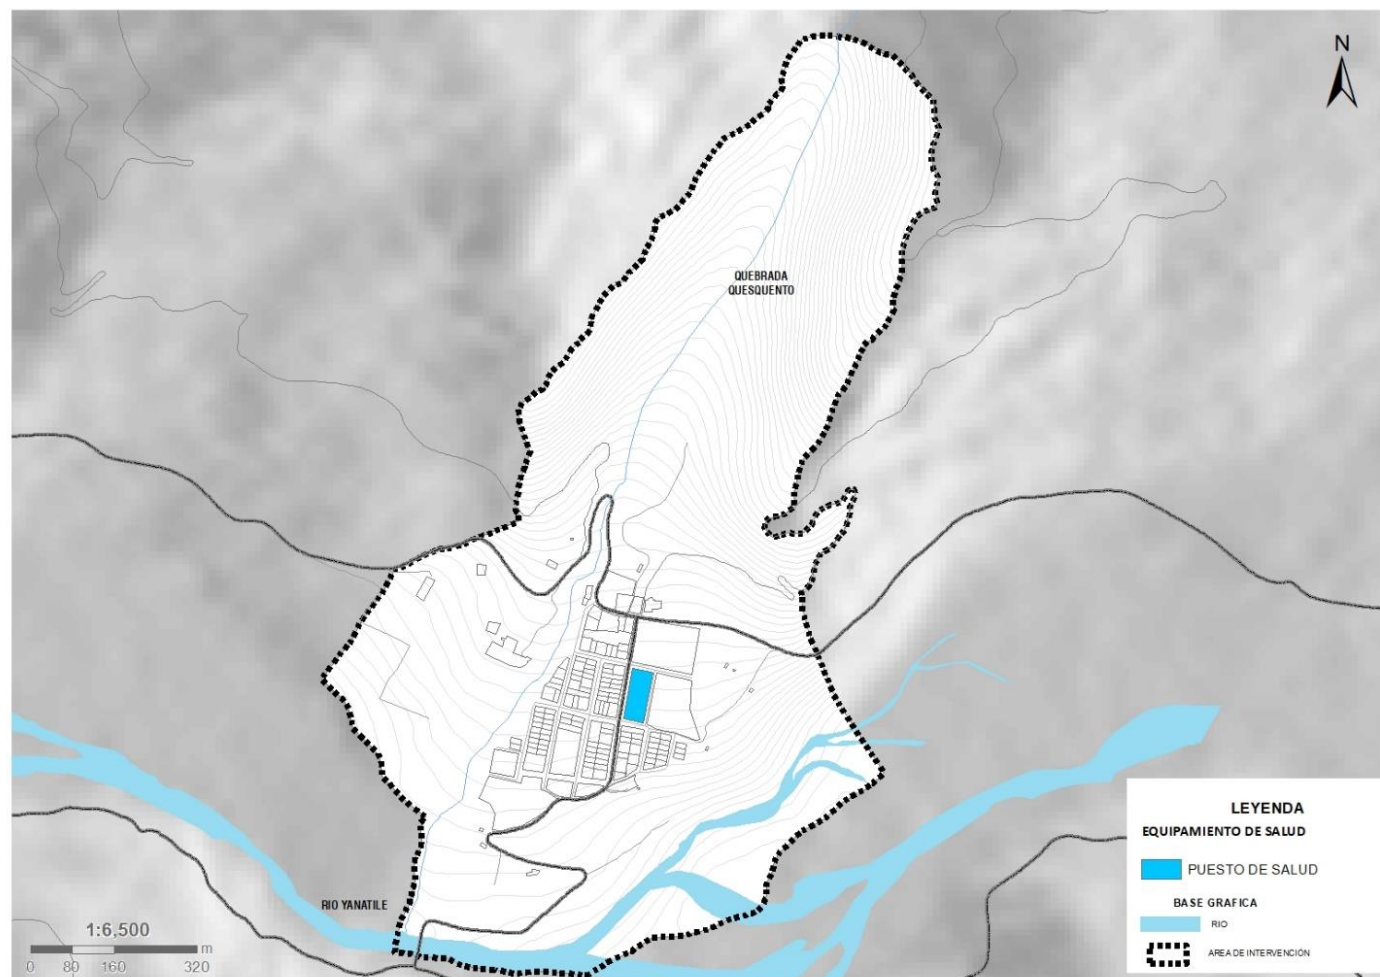 N
QUEBRADA
QUESQUENTO
RIO YANATILE
1:6,500
m
0 80 160 320
LEYENDA
EQUIPAMIENTO DE SALUD
PUESTO DE SALUD
BASE GRAFICA
RIO
AREA DE INTERVENCIÓN